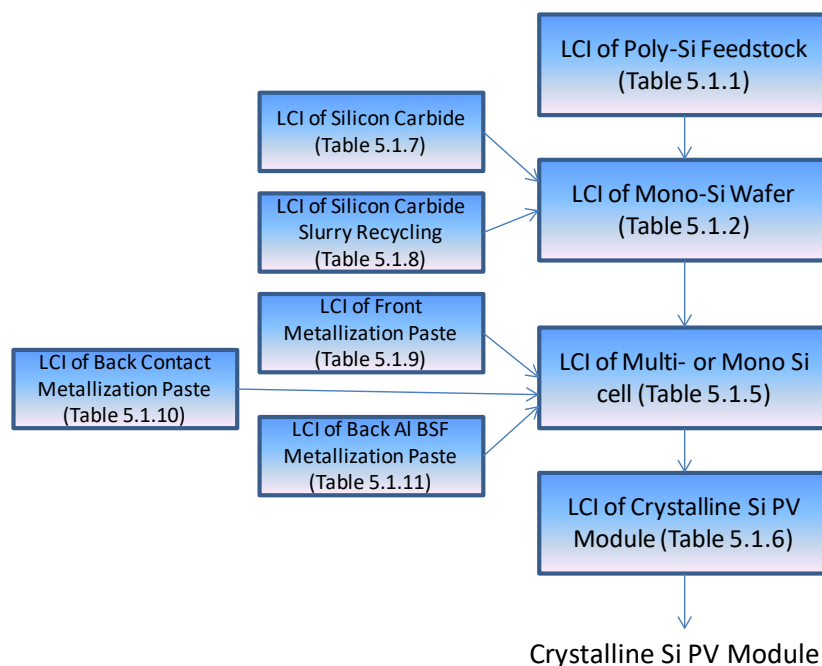 LCI of Poly-Si Feedstock
(Table 5.1.1)
LCI of Silicon Carbide
(Table 5.1.7)
LCI of Mono-Si Wafer
(Table 5.1.2)
LCI of Silicon Carbide
Slurry Recycling
(Table 5.1.8)
LCI of Front
Metallization Paste
(Table 5.1.9)
LCI of Back Contact
Metallization Paste
(Table 5.1.10)
LCI of Multi- or Mono Si
cell (Table 5.1.5)
LCI of Back Al BSF
Metallization Paste
(Table 5.1.11)
LCI of Crystalline Si PV
Module (Table 5.1.6)
Crystalline Si PV Module